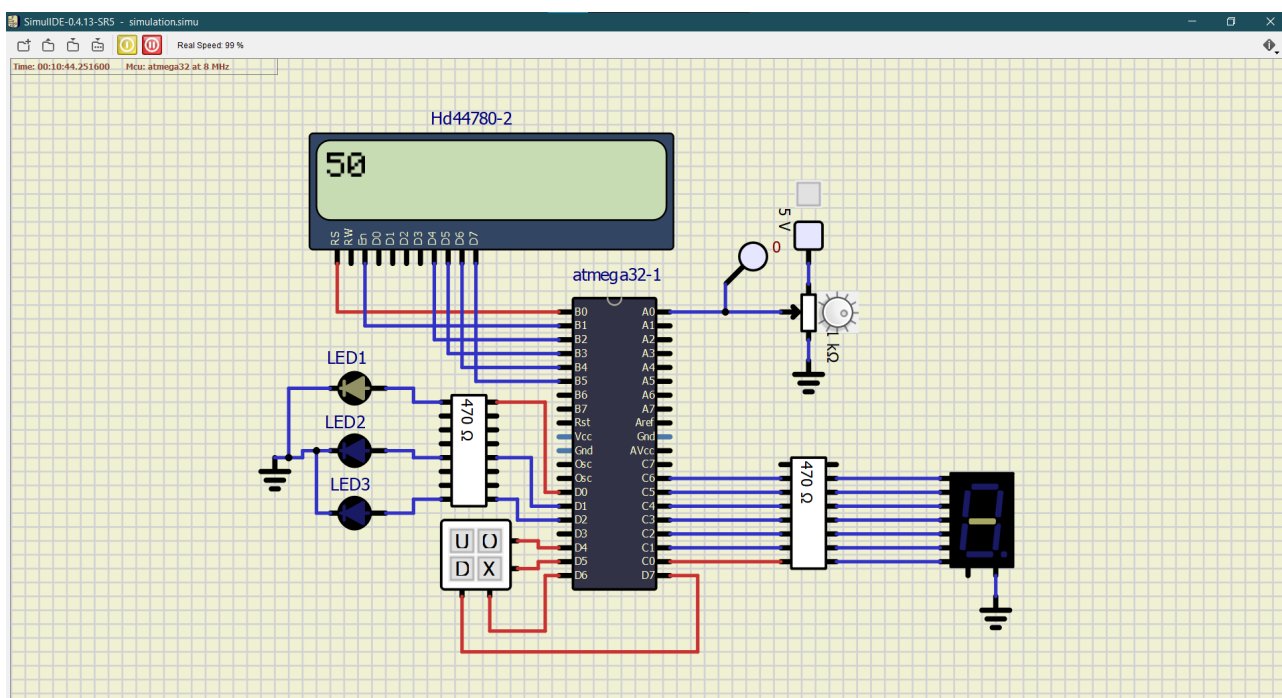 SimulIDE-0.4.13-SR5 - simulation.simu
Real Speed: 99 %
Time: 00:10:44.251600 Mcu: atmega32 at 8 MHz
Hd44780-2
50
RS RW En D0 D1 D2 D3 D4 D5 D6 D7
5 V
0
atmega32-1
B0 A0
B1 A1
B2 A2
B3 A3
B4 A4
B5 A5
B6 A6
B7 A7
Rst Aref
Vcc Gnd
Gnd AVcc
Osc C7
Osc C6
D0 C5
D1 C4
D2 C3
D3 C2
D4 C1
D5 C0
D6 D7
1 kΩ
LED1
LED2
LED3
470 Ω
470 Ω
U O
D X